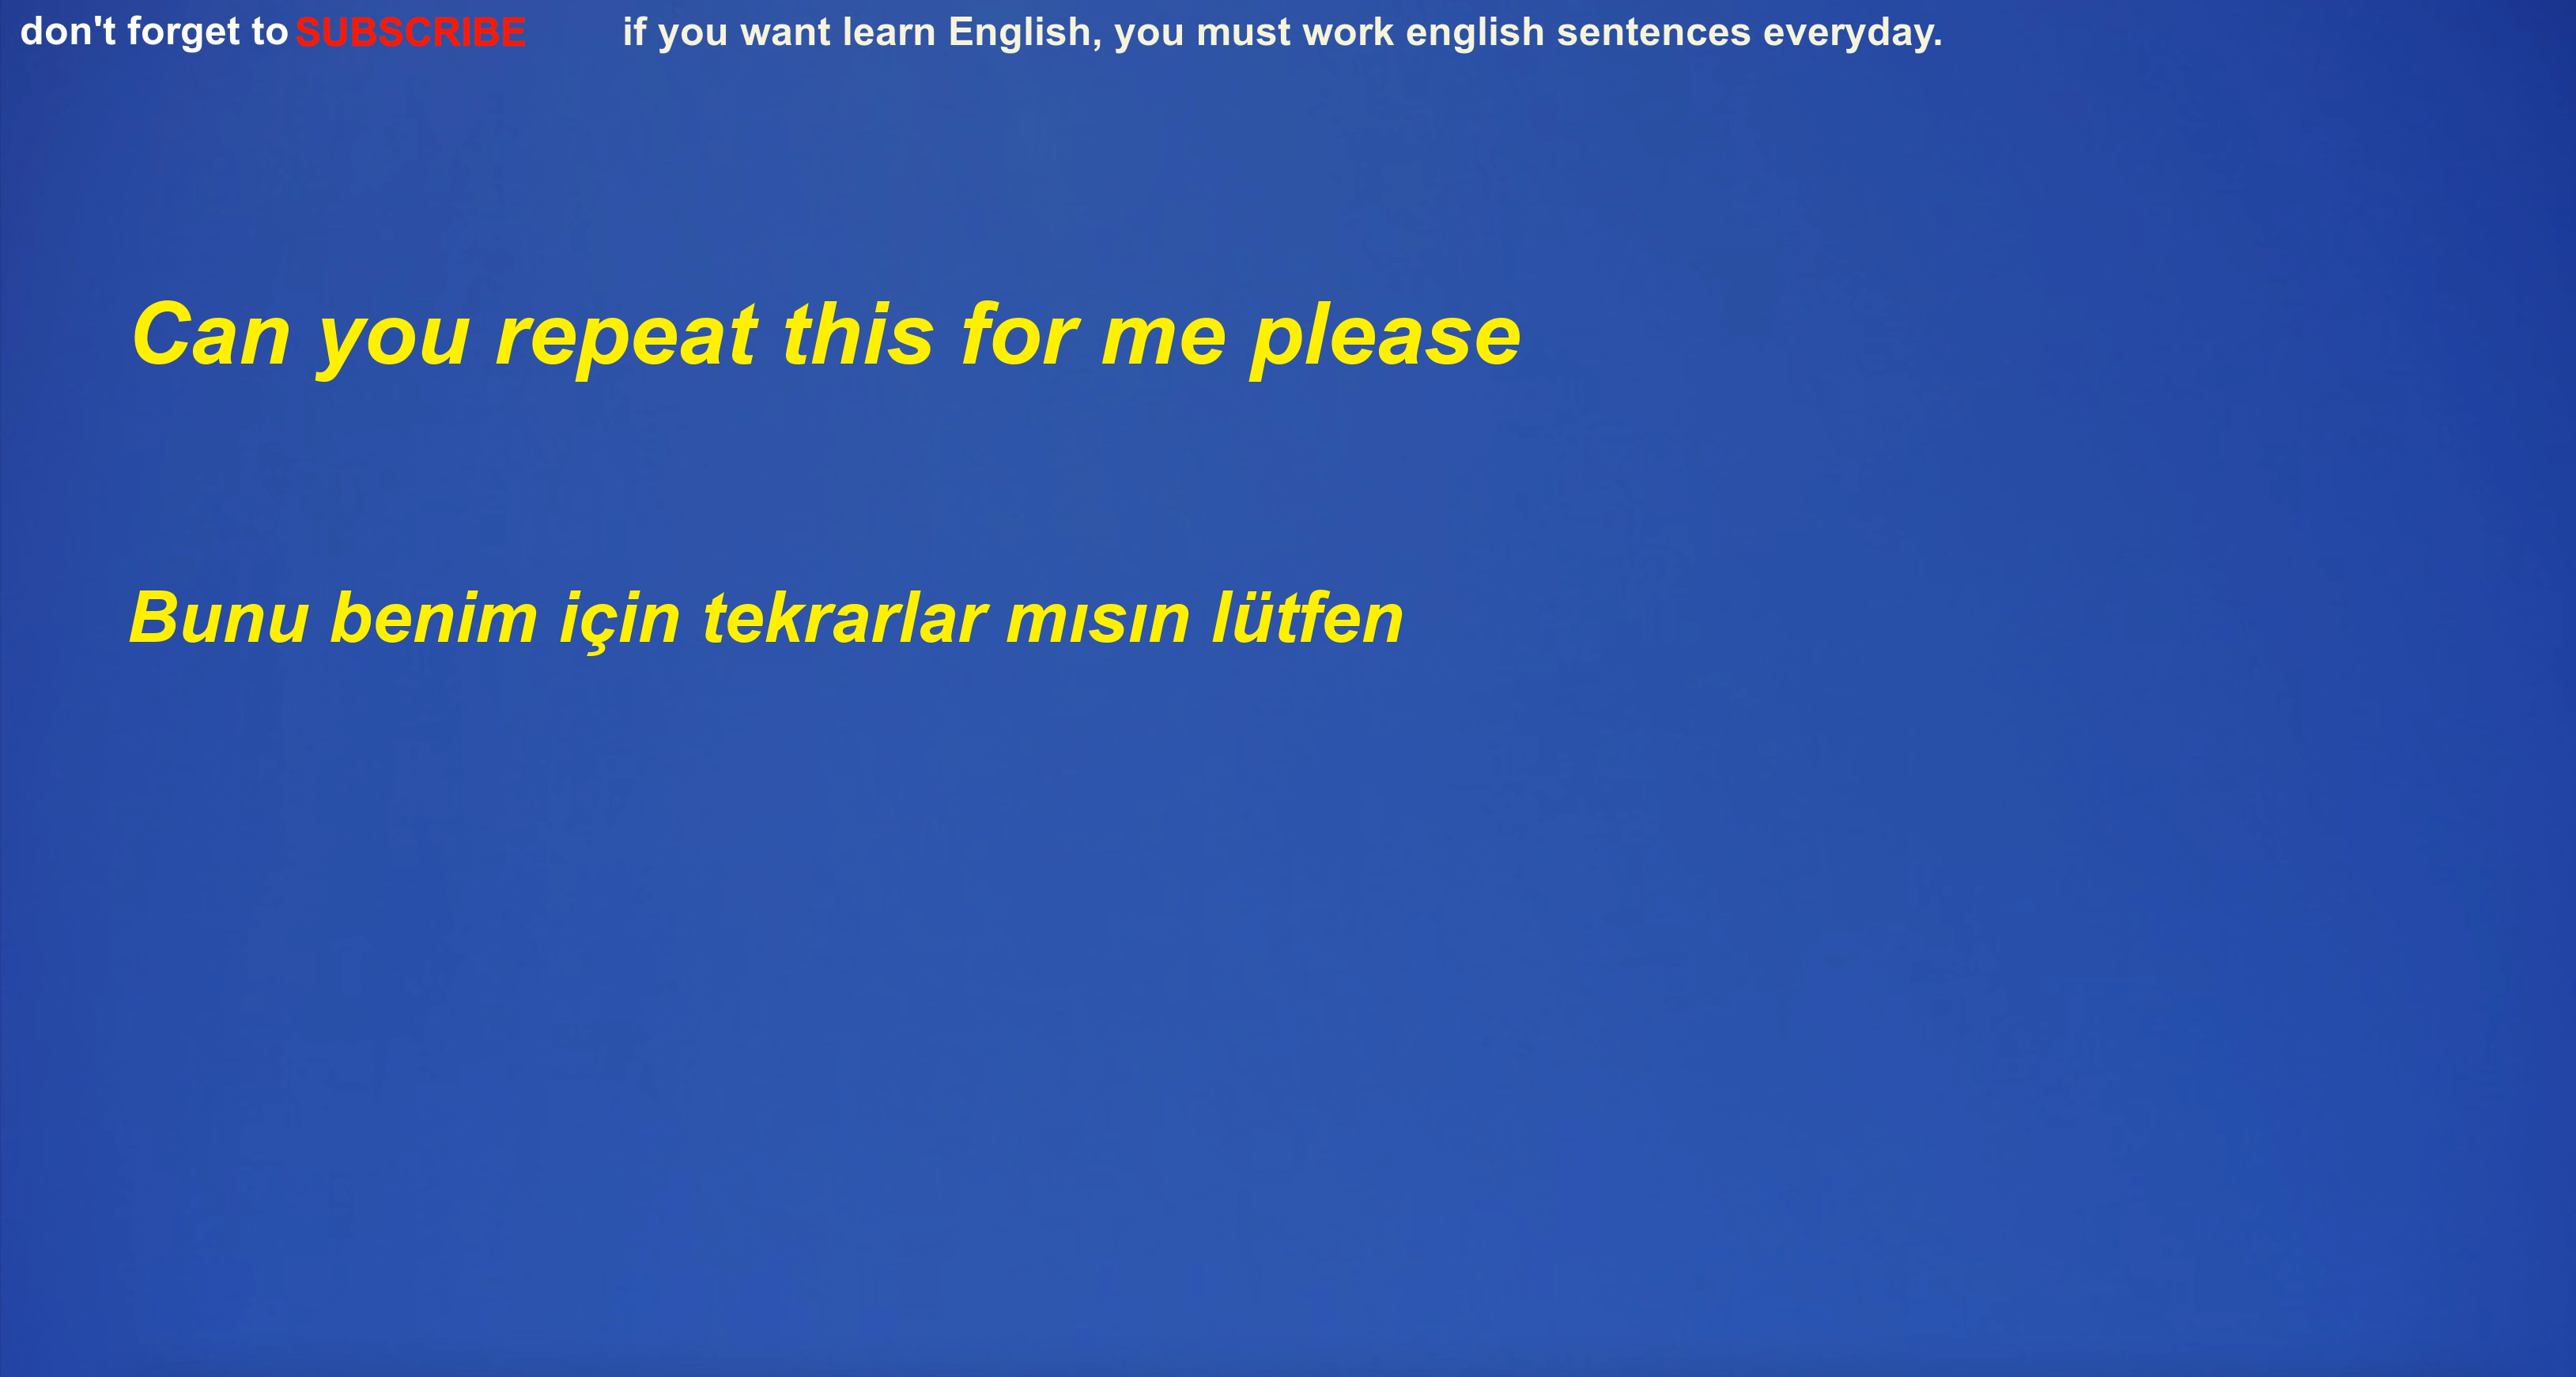 don't forget to SUBSCRIBE if you want learn English, you must work english sentences everyday.
Can you repeat this for me please
Bunu benim için tekrarlar mısın lütfen